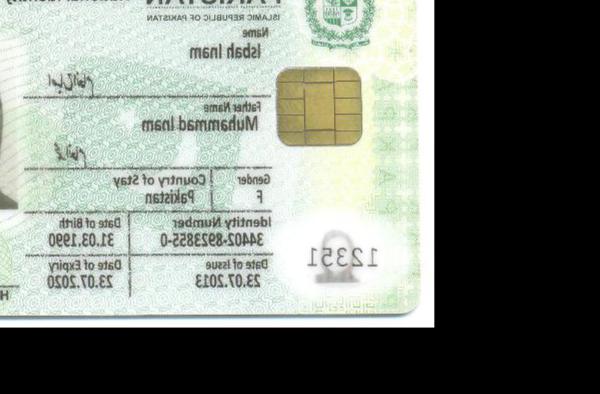 PAKISTAN National Identity
ISLAMIC REPUBLIC OF PAKISTAN
Name
Isbah Inam
Father Name
Muhammad Inam
Gender Country of Stay
F Pakistan
Identity Number Date of Birth
34402-8923855-0 31.03.1990
Date of Issue Date of Expiry
23.07.2013 23.07.2020